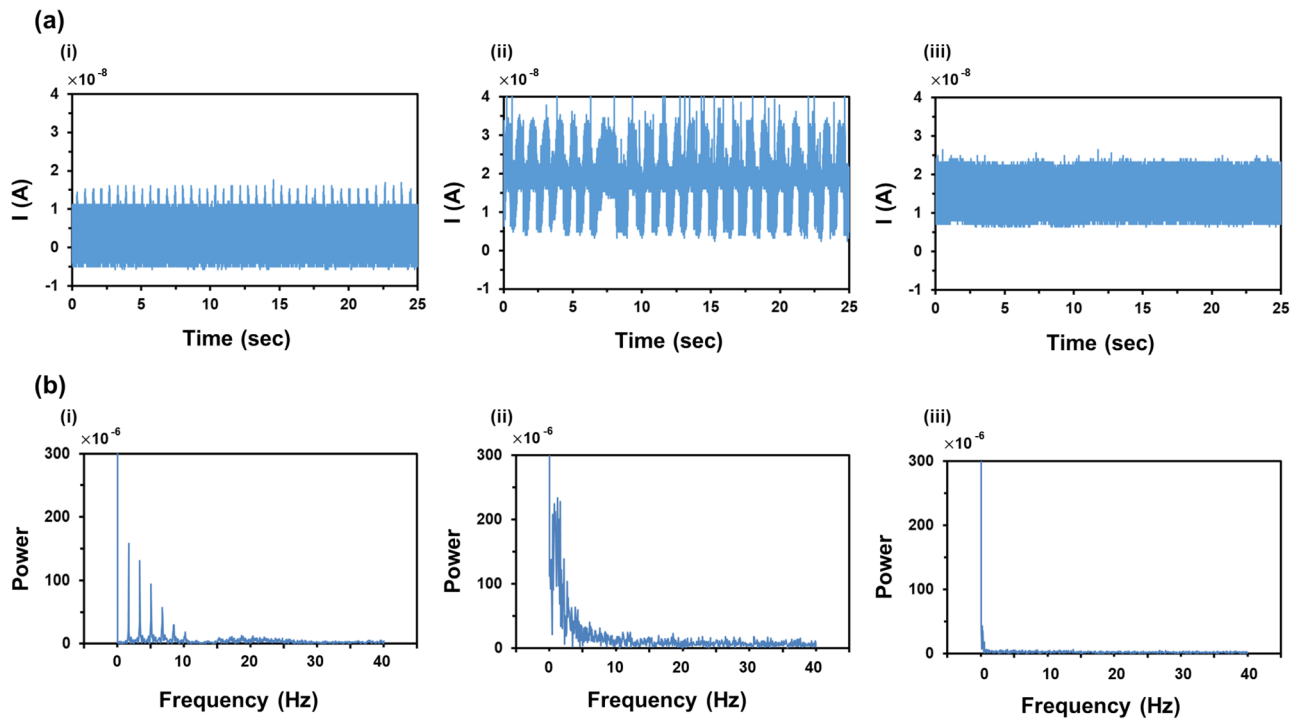 (a)
(i)
×10 -8
4
3
2
1
0
-1
I (A)
0 5 10 15 20 25
Time (sec)
(ii)
×10 -8
4
3
2
1
0
-1
I (A)
0 5 10 15 20 25
Time (sec)
(iii)
×10 -8
4
3
2
1
0
-1
I (A)
0 5 10 15 20 25
Time (sec)
(b)
(i)
×10 -6
300
200
100
0
Power
0 10 20 30 40
Frequency (Hz)
(ii)
×10 -6
300
200
100
0
Power
0 10 20 30 40
Frequency (Hz)
(iii)
×10 -6
300
200
100
0
Power
0 10 20 30 40
Frequency (Hz)